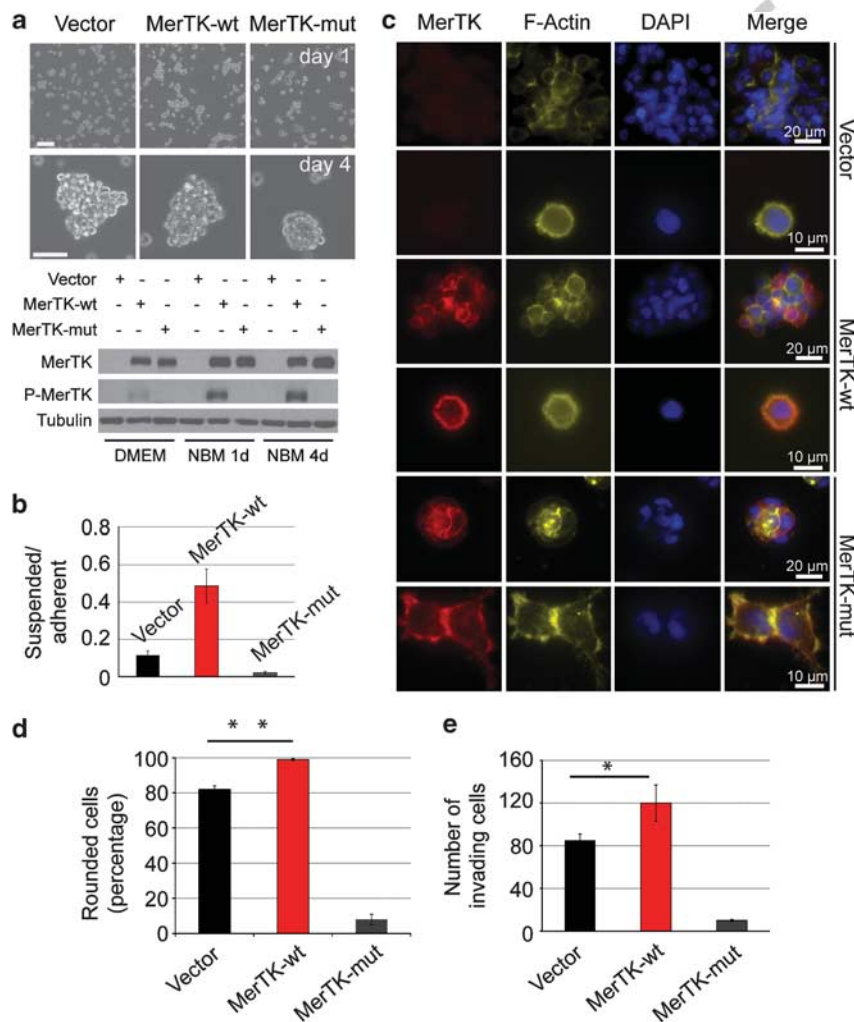 a
Vector MerTK-wt MerTK-mut
day 1
day 4
Vector + - - + - - + - -
MerTK-wt - + - - + - - + -
MerTK-mut - - + - - + - - +
MerTK
P-MerTK
Tubulin
DMEM NBM 1d NBM 4d
b
Suspended/
adherent
0.8
0.6
0.4
0.2
0
Vector
MerTK-wt
MerTK-mut
c
MerTK F-Actin DAPI Merge
20 µm
10 µm
Vector
20 µm
10 µm
MerTK-wt
20 µm
10 µm
MerTK-mut
d
Rounded cells
(percentage)
100
80
60
40
20
0
* *
Vector
MerTK-wt
MerTK-mut
e
Number of
invading cells
160
120
80
40
0
*
Vector
MerTK-wt
MerTK-mut